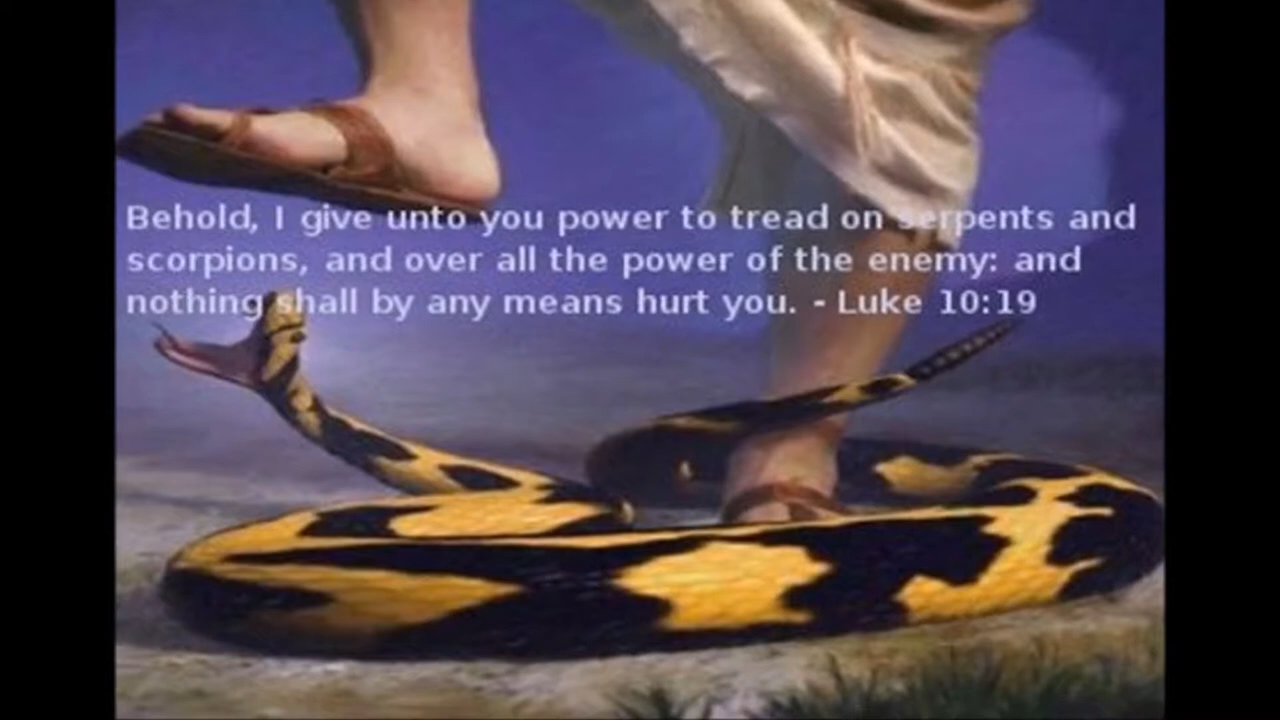 Behold, I give unto you power to tread on serpents and
scorpions, and over all the power of the enemy: and
nothing shall by any means hurt you. - Luke 10:19